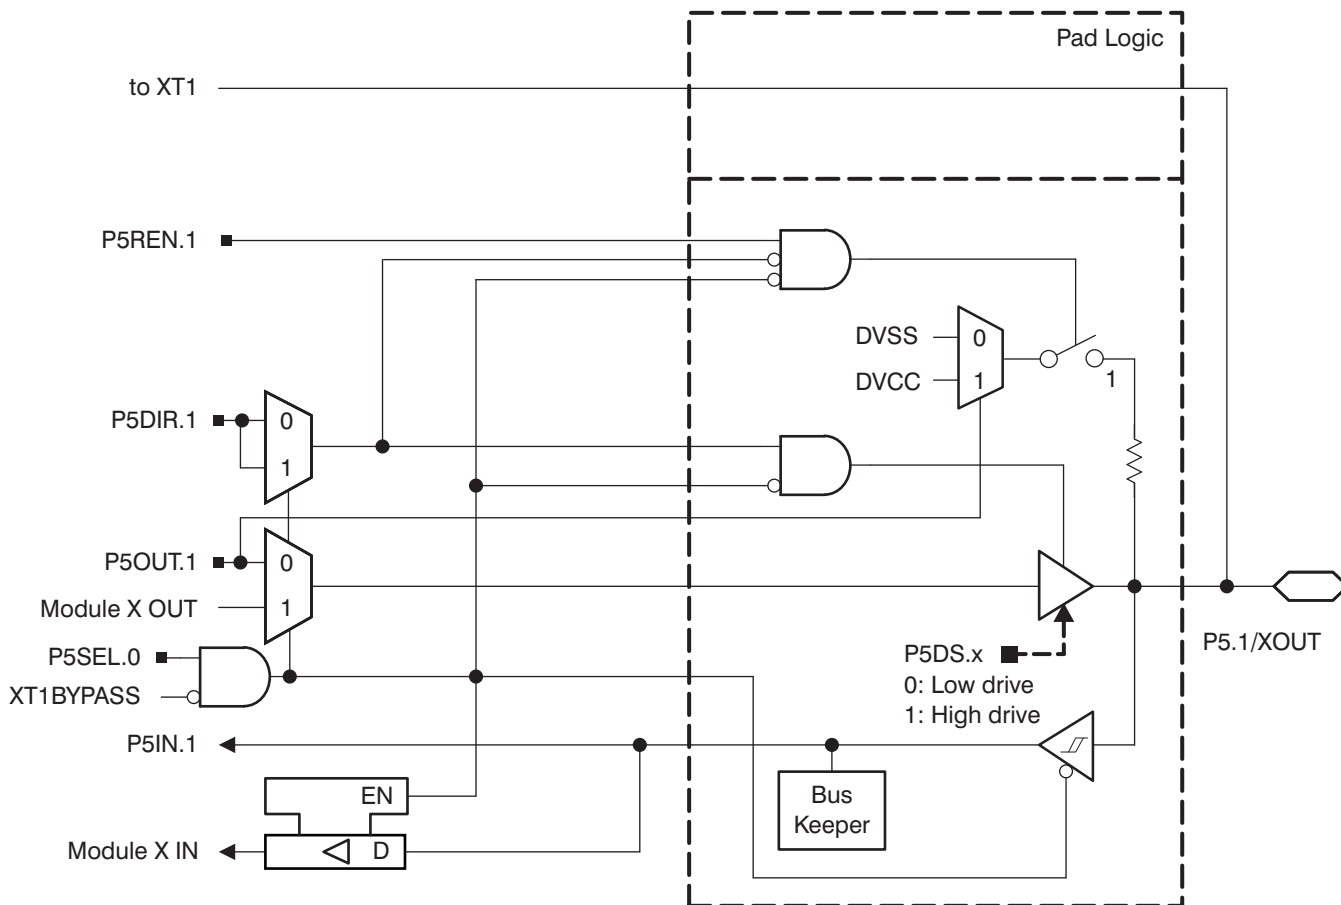 Pad Logic
to XT1
P5REN.1
DVSS
0
DVCC
1
1
P5DIR.1
0
1
P5OUT.1
0
Module X OUT
1
P5SEL.0
P5DS.x
P5.1/XOUT
0: Low drive
XT1BYPASS
1: High drive
P5IN.1
EN
Bus
Keeper
Module X IN
D